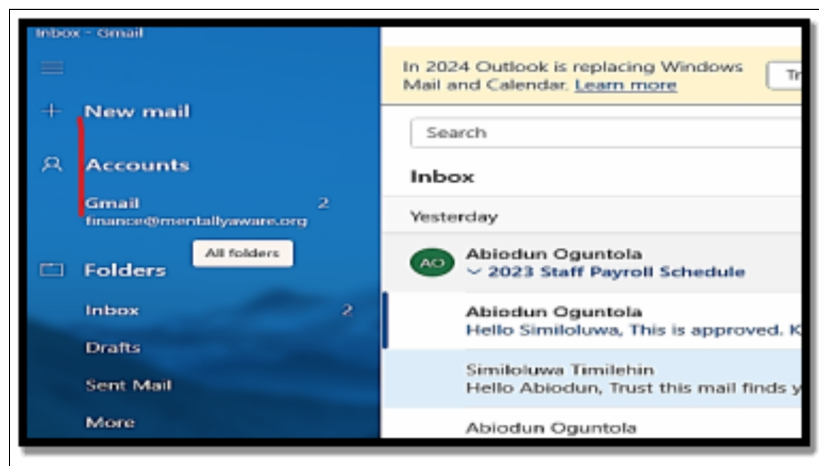 Inbox - Gmail
New mail
Accounts
Gmail 2
finance@mentallyaware.org
All folders
Folders
Inbox 2
Drafts
Sent Mail
More
In 2024 Outlook is replacing Windows
Mail and Calendar. Learn more
Search
Inbox
Yesterday
AO
Abiodun Oguntola
2023 Staff Payroll Schedule
Abiodun Oguntola
Hello Similoluwa, This is approved. K
Similoluwa Timilehin
Hello Abiodun, Trust this mail finds y
Abiodun Oguntola